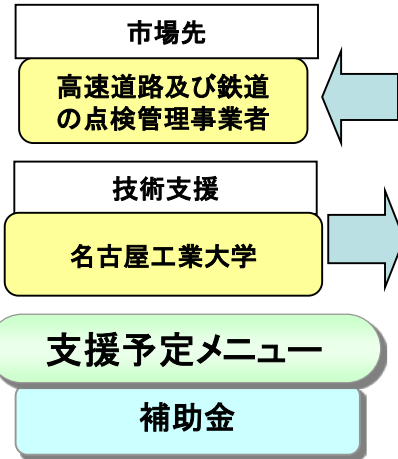 市場先
高速道路及び鉄道
の点検管理事業者
技術支援
名古屋工業大学
支援予定メニュー
補助金